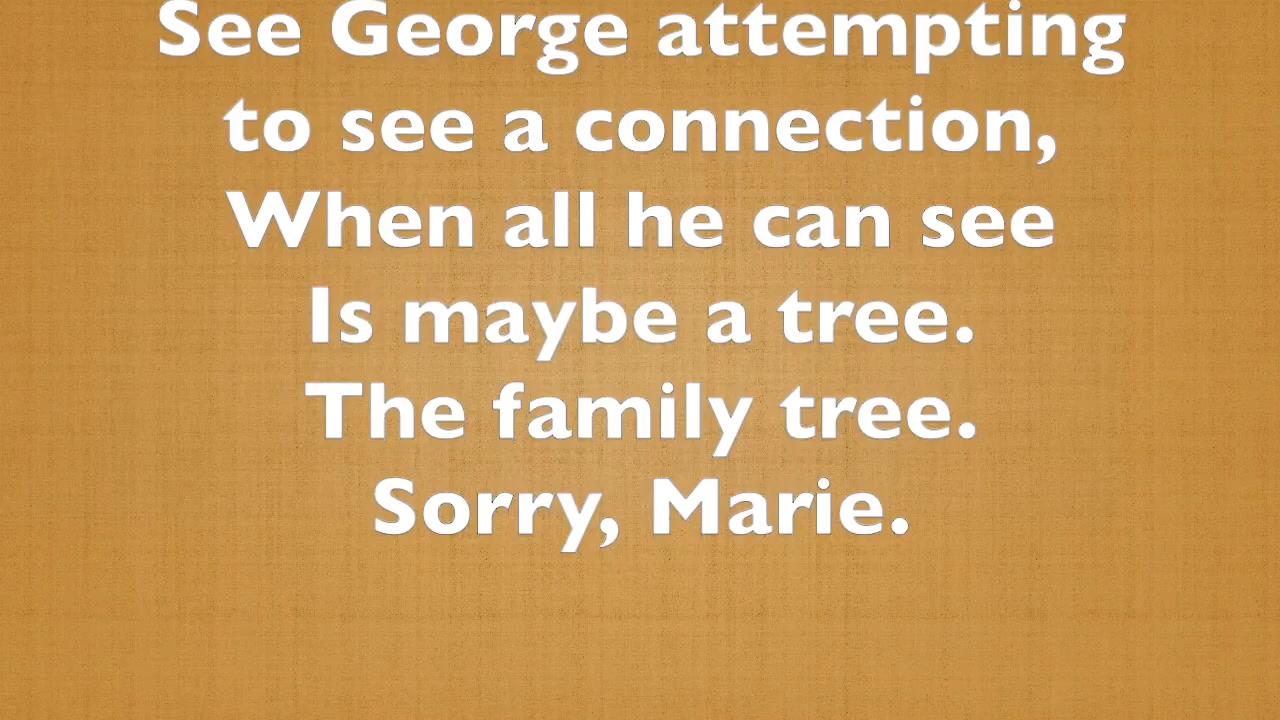 See George attempting
to see a connection,
When all he can see
Is maybe a tree.
The family tree.
Sorry, Marie.